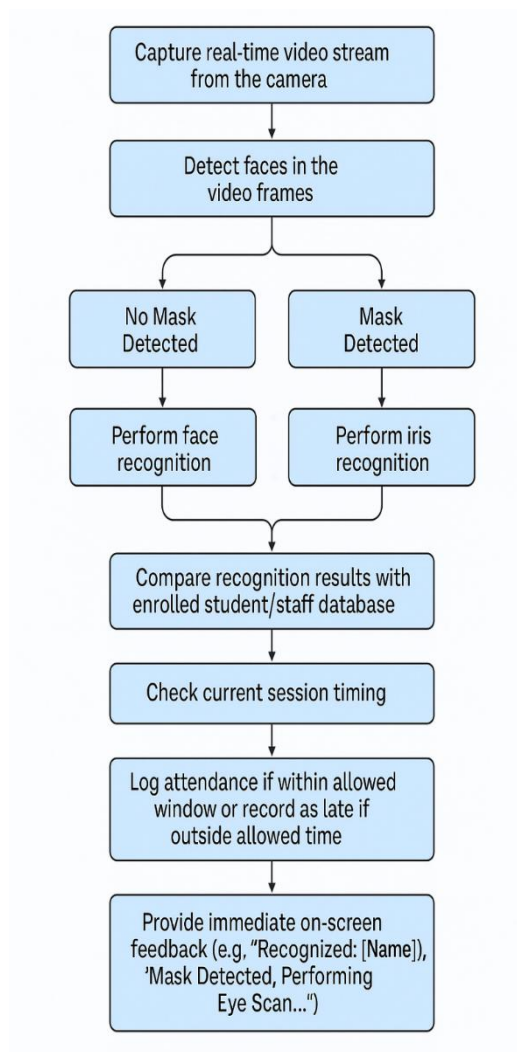 Capture real-time video stream
from the camera
Detect faces in the
video frames
No Mask
Detected
Mask
Detected
Perform face
recognition
Perform iris
recognition
Compare recognition results with
enrolled student/staff database
Check current session timing
Log attendance if within allowed
window or record as late if
outside allowed time
Provide immediate on-screen
feedback (e.g, “Recognized: [Name]),
'Mask Detected, Performing
Eye Scan...“)